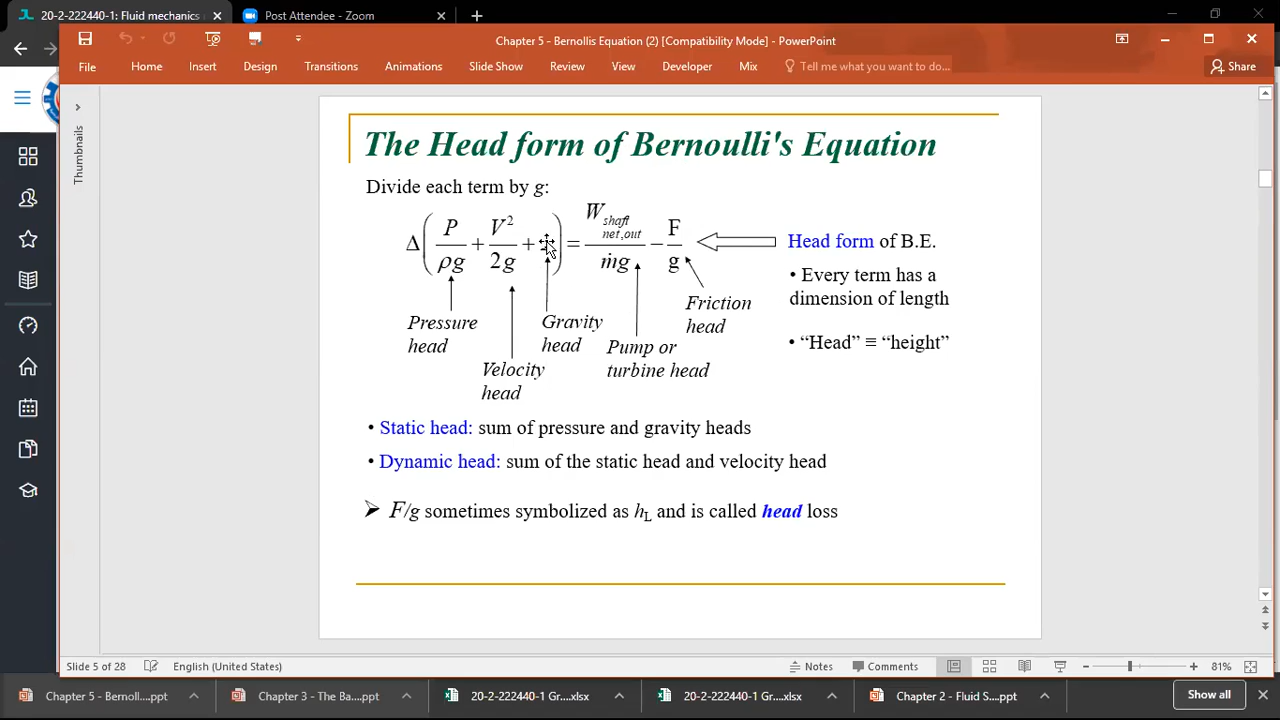 20-2-222440-1: Fluid mechanics
Post Attendee - Zoom
Chapter 5 - Bernollis Equation (2) [Compatibility Mode] - PowerPoint
File Home Insert Design Transitions Animations Slide Show Review View Developer Mix Tell me what you want to do... Share
Thumbnails
The Head form of Bernoulli's Equation
Divide each term by g:
Δ( P/ρg + V²/2g + ) = W shaft net,out / ṁg − F/g
Head form of B.E.
• Every term has a
dimension of length
• “Head” ≡ “height”
Pressure
head
Velocity
head
Gravity
head
Pump or
turbine head
Friction
head
• Static head: sum of pressure and gravity heads
• Dynamic head: sum of the static head and velocity head
➢ F/g sometimes symbolized as hL and is called head loss
Slide 5 of 28 English (United States) Notes Comments 81%
Chapter 5 - Bernoll....ppt Chapter 3 - The Ba....ppt 20-2-222440-1 Gr....xlsx 20-2-222440-1 Gr....xlsx Chapter 2 - Fluid S....ppt Show all